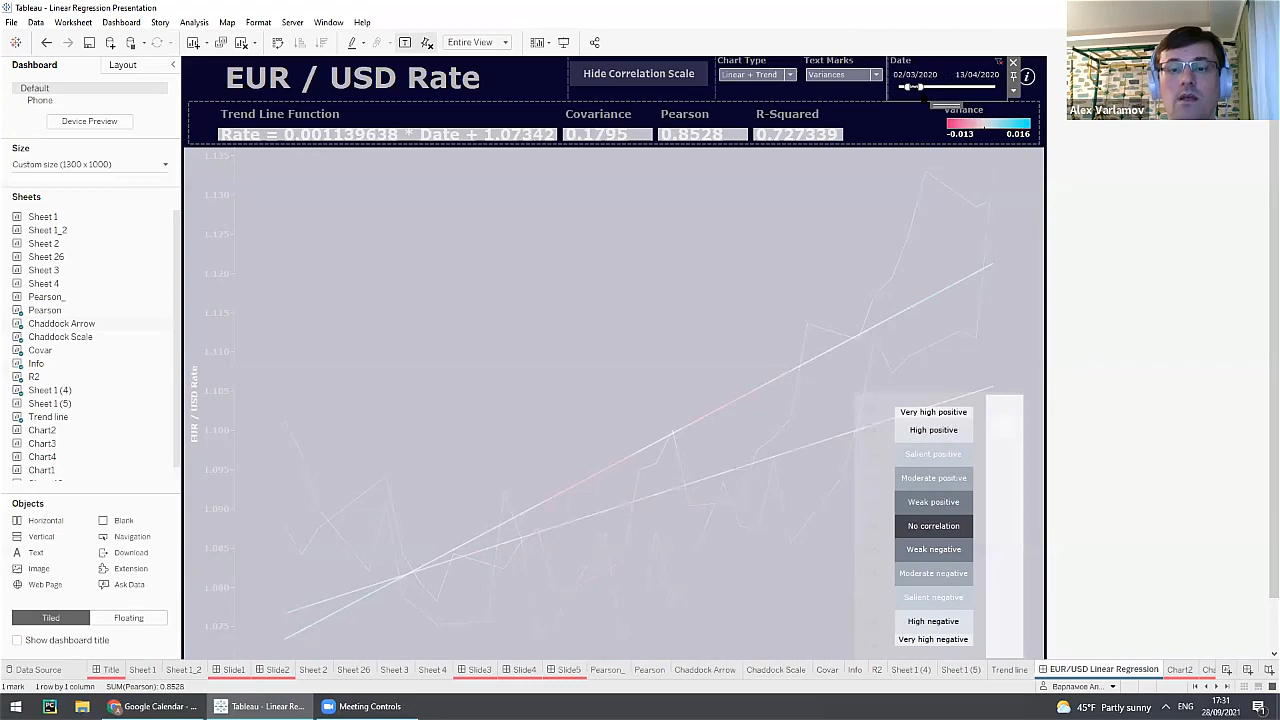 Tableau - Linear Regression Presentation
File Data Worksheet Dashboard Story Analysis Map Format Server Window Help
Entire View
Dashboard Layout
Default
Phone
Device Preview
Size
Custom size (1300 x 1000)
Sheets
Sheet 1
Sheet 1_2
Sheet 2
Sheet 26
Sheet 3
Sheet 4
Pearson_
Pearson
Chaddock Arrow
Chaddock Scale
Covar
Info
R2
Sheet 1 (4)
Sheet 1 (5)
Trend line
Chart2
Chart3
Chart4
Chart1
Objects
Horizontal Blank
Vertical Navigation
Text Download
Image Extension
Web Page Ask Data
Tiled Floating
Show dashboard title
EUR / USD Rate
Hide Correlation Scale
Chart Type
Linear + Trend
Text Marks
Variances
Date
02/03/2020 13/04/2020
i
Alex Varlamov
Trend Line Function Covariance Pearson R-Squared
Rate = 0.001139638 * Date + 1.07342 0.1795 0.8528 0.727339
Variance
-0.013 0.016
1.135
1.130
1.125
1.120
1.115
1.110
1.105
1.100
1.095
1.090
1.085
1.080
1.075
EUR / USD Rate
Very high positive
High positive
Salient positive
Moderate positive
Weak positive
No correlation
Weak negative
Moderate negative
Salient negative
High negative
Very high negative
Data Source Title Sheet 1 Sheet 1_2 Slide1 Slide2 Sheet 2 Sheet 26 Sheet 3 Sheet 4 Slide3 Slide4 Slide5 Pearson_ Pearson Chaddock Arrow Chaddock Scale Covar Info R2 Sheet 1 (4) Sheet 1 (5) Trend line EUR/USD Linear Regression Chart2 Cha
1 mark 1 row by 1 column SUM(Pearson): 0.8528
Варламов Ал...
PC Google Calendar - ... Tableau - Linear Re... Meeting Controls
45°F Partly sunny ENG
17:31
28/09/2021